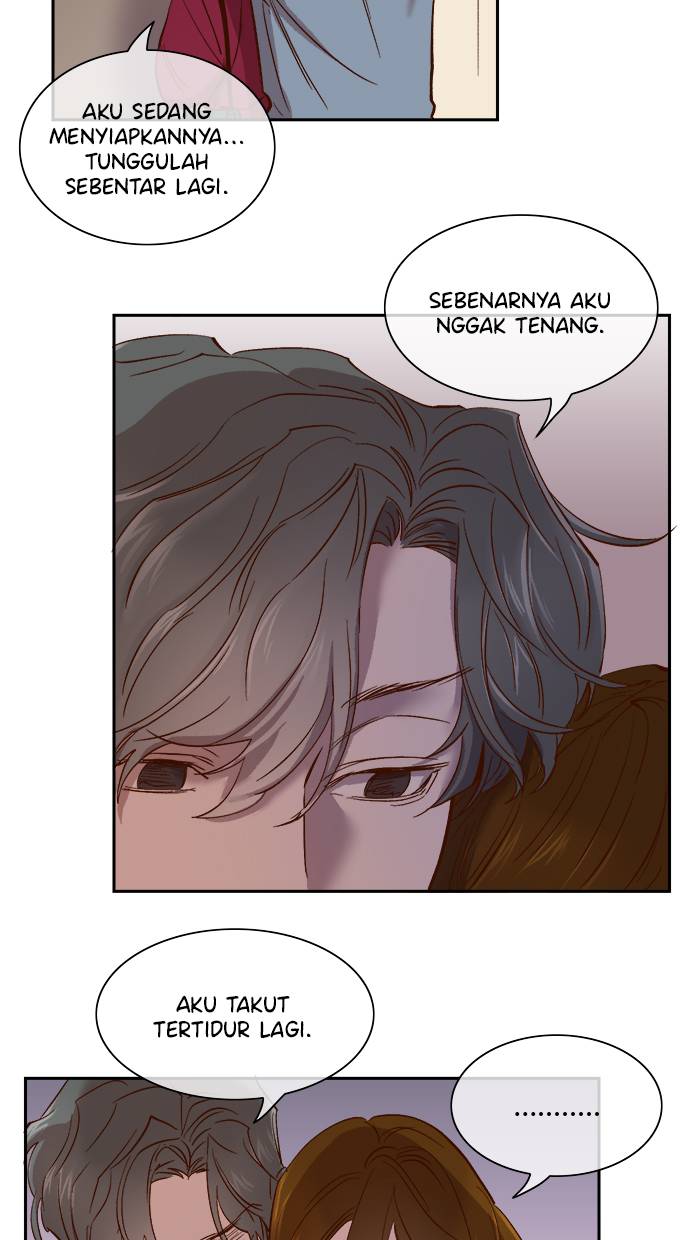 AKU SEDANG
MENYIAPKANNYA...
TUNGGULAH
SEBENTAR LAGI.
SEBENARNYA AKU
NGGAK TENANG.
AKU TAKUT
TERTIDUR LAGI.
...........